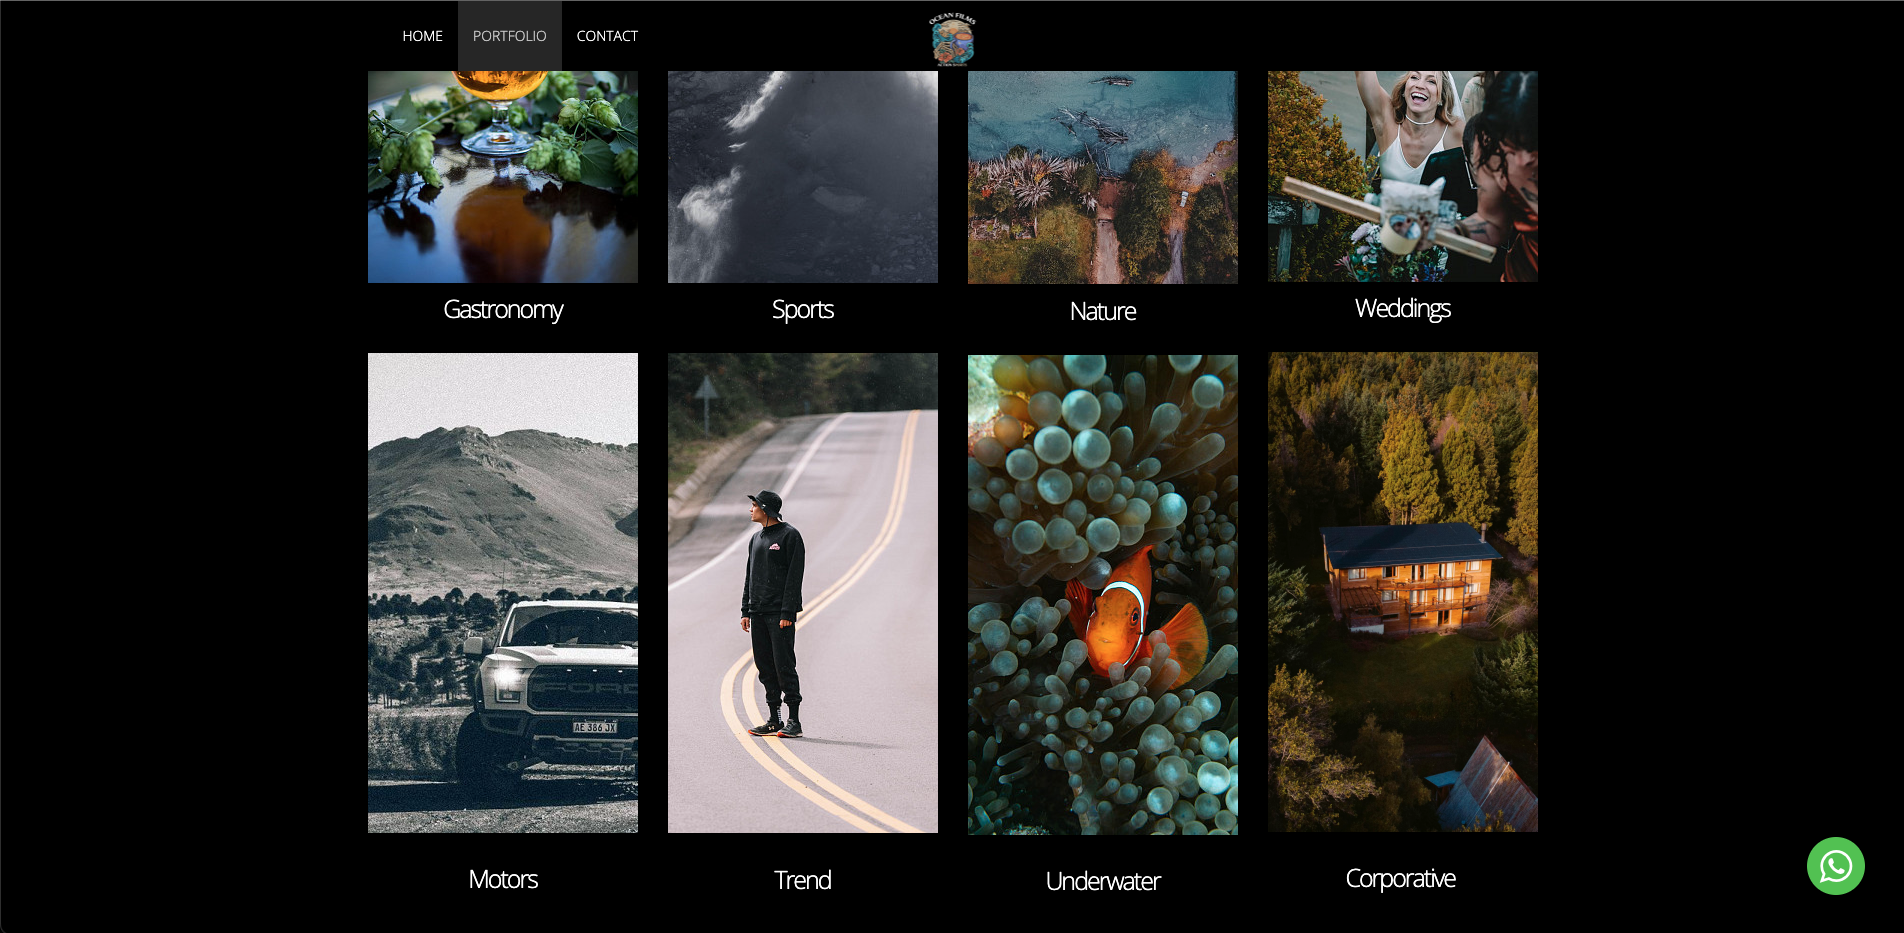 HOME
PORTFOLIO
CONTACT
OCEAN FILMS
Gastronomy
Sports
Nature
Weddings
FORD
AE 386 JX
Motors
Trend
Underwater
Corporative